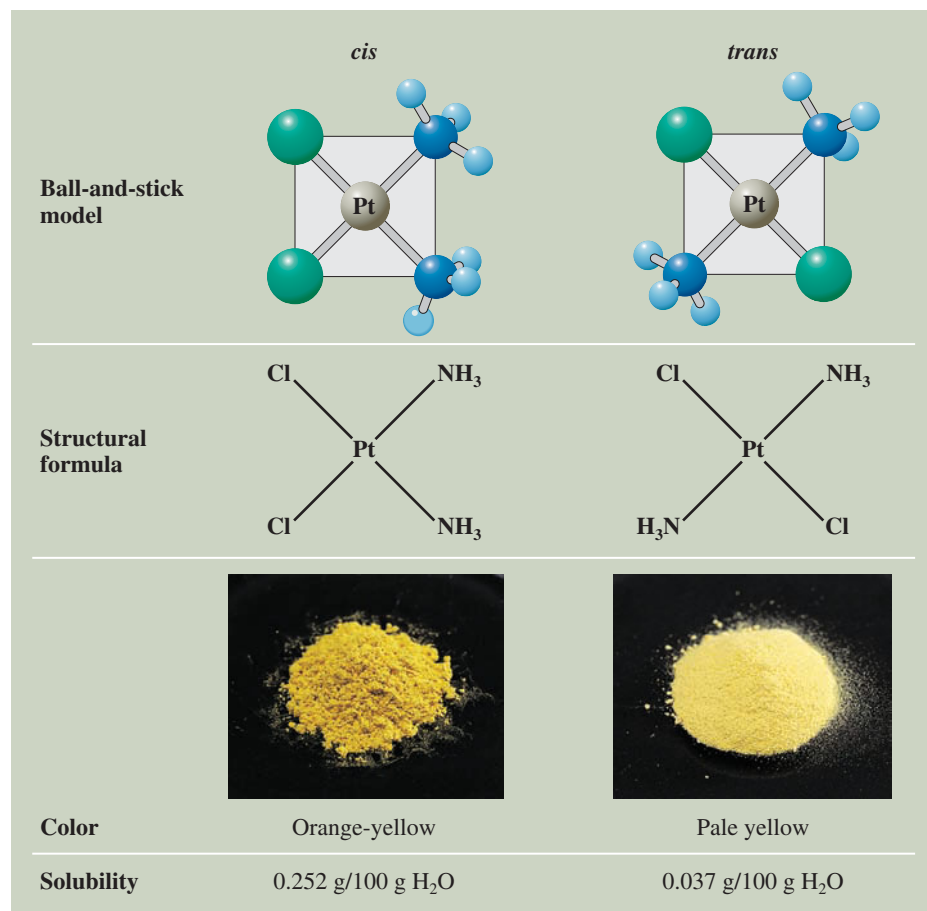 cis trans
Ball-and-stick
model
Pt Pt
Cl NH₃ Cl NH₃
Structural
formula
Pt Pt
Cl NH₃ H₃N Cl
Color Orange-yellow Pale yellow
Solubility 0.252 g/100 g H₂O 0.037 g/100 g H₂O